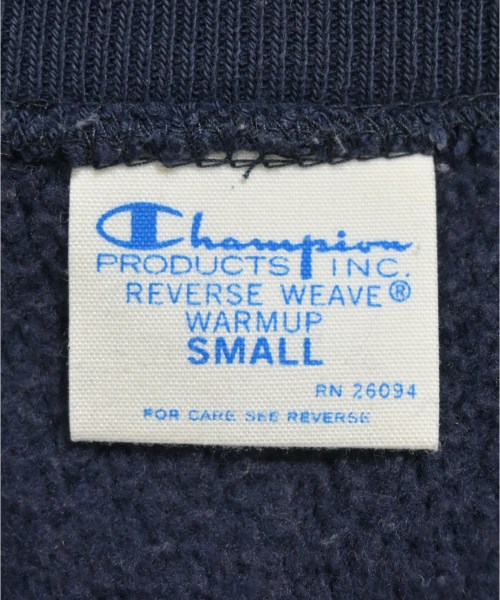 Champion
PRODUCTS INC.
REVERSE WEAVE®
WARMUP
SMALL
RN 26094
FOR CARE SEE REVERSE